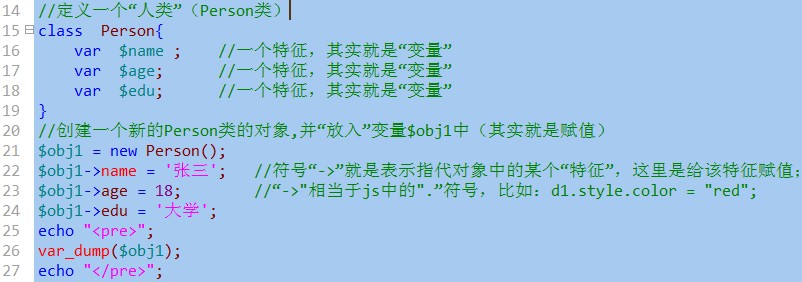 14 //定义一个“人类”（Person类）
15 class  Person{
16     var  $name ;    //一个特征，其实就是“变量”
17     var  $age;      //一个特征，其实就是“变量”
18     var  $edu;      //一个特征，其实就是“变量”
19 }
20 //创建一个新的Person类的对象,并“放入”变量$obj1中（其实就是赋值）
21 $obj1 = new Person();
22 $obj1->name = '张三';   //符号“->”就是表示指代对象中的某个“特征”，这里是给该特征赋值；
23 $obj1->age = 18;        //“->"相当于js中的".”符号，比如：d1.style.color = "red";
24 $obj1->edu = '大学';
25 echo "<pre>";
26 var_dump($obj1);
27 echo "</pre>";